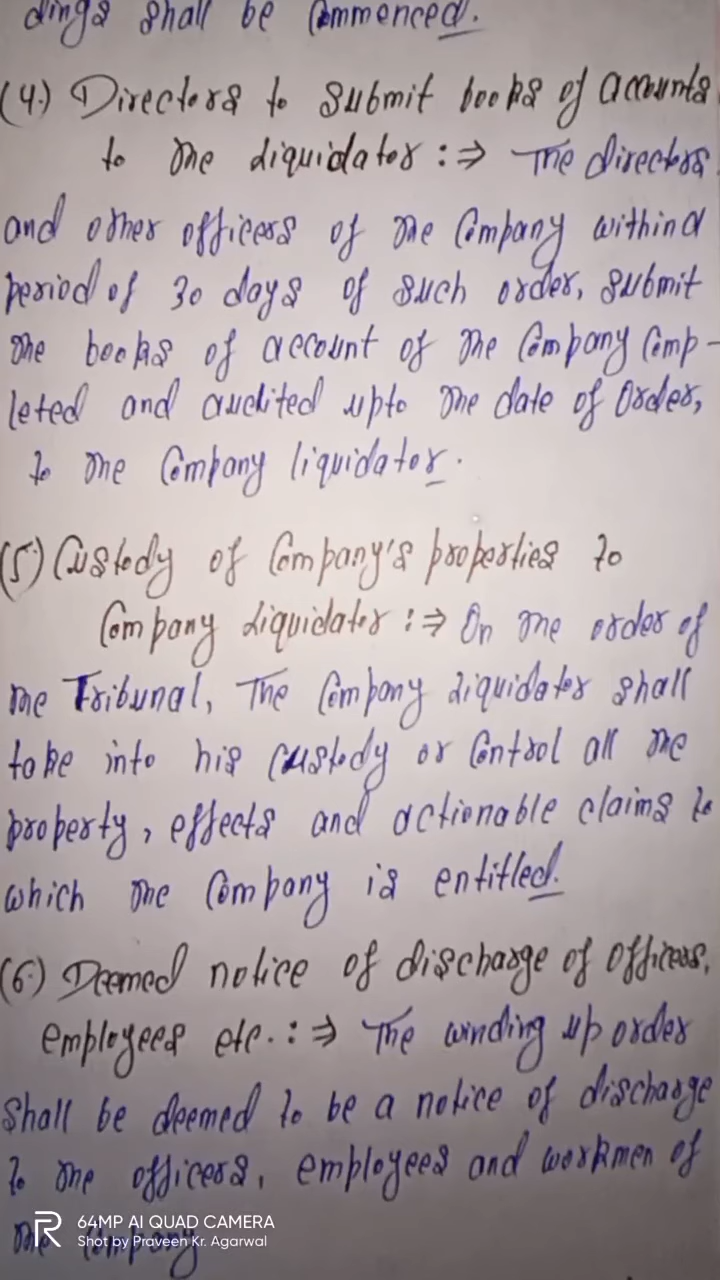 dings shall be Commenced.
(4.) Directors to submit books of accounts
to the liquidator :⇒ The directors
and other officers of the Company within a
period of 30 days of such order, submit
the books of account of the Company Comp-
leted and audited upto the date of Order,
to the Company liquidator.
(5.) Custody of Company's properties to
Company Liquidator :⇒ On the order of
the Tribunal, The Company Liquidator shall
take into his custody or Control all the
property, effects and actionable claims to
which the Company is entitled.
(6.) Deemed notice of discharge of officers,
employees etc. :⇒ The winding up order
shall be deemed to be a notice of discharge
to the officers, employees and workmen of
the Company
64MP AI QUAD CAMERA
Shot by Praveen Kr. Agarwal